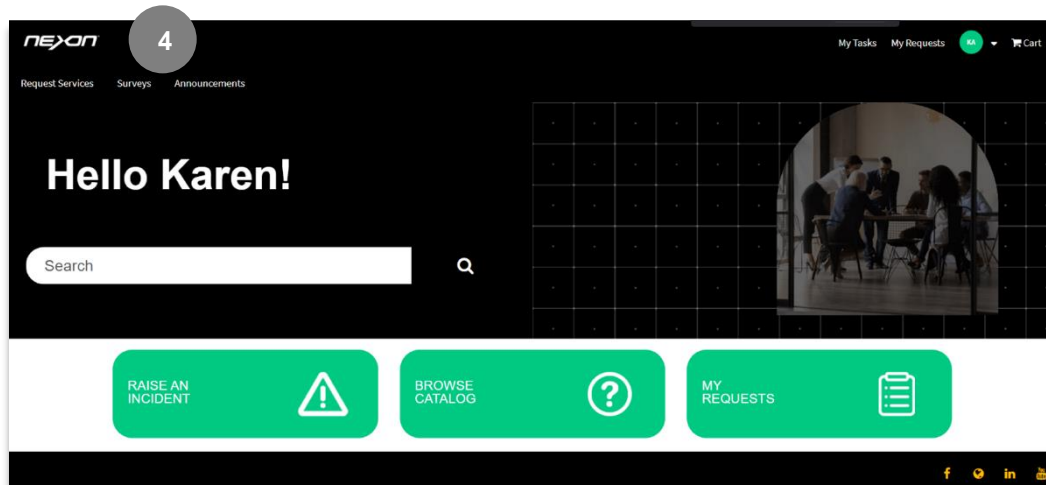 nexon
4
My Tasks My Requests KA Cart
Request Services Surveys Announcements
Hello Karen!
Search
RAISE AN
INCIDENT
BROWSE
CATALOG
MY
REQUESTS